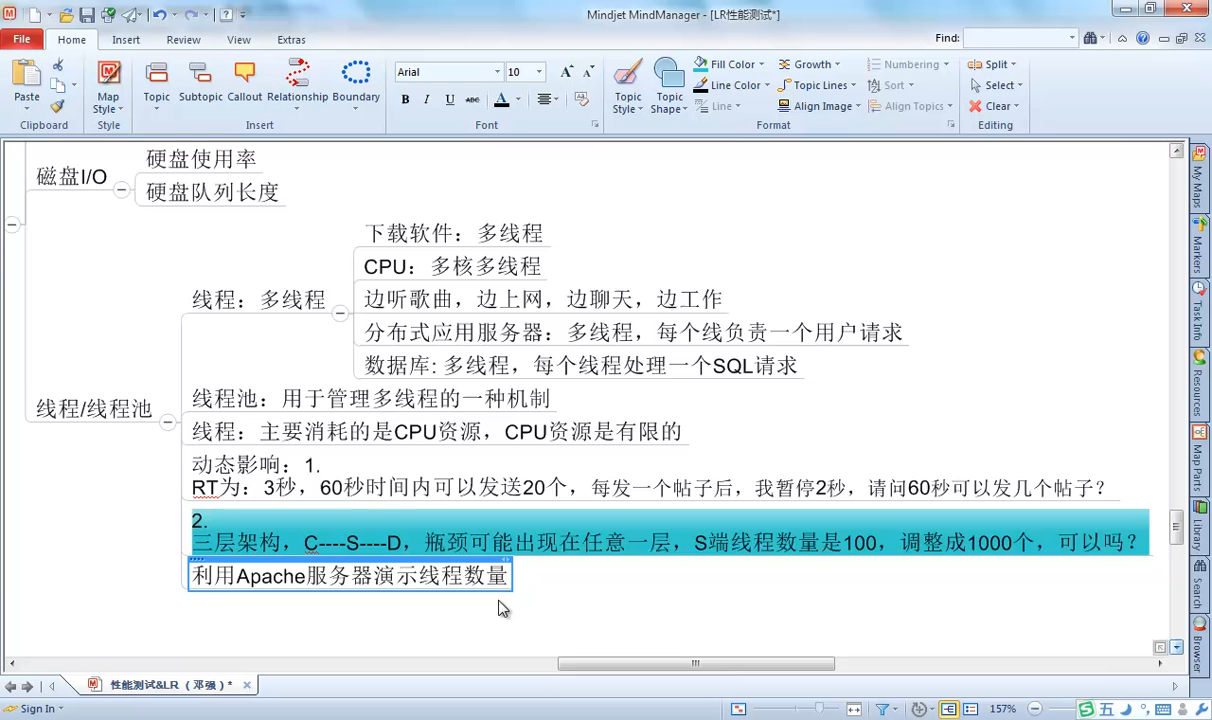 Mindjet MindManager - [LR性能测试*]
File
Home
Insert
Review
View
Extras
Find:
Paste
Map Style
Topic
Subtopic
Callout
Relationship
Boundary
Arial
10
B I U abc A
Topic Style
Topic Shape
Fill Color
Line Color
Line
Growth
Topic Lines
Align Image
Numbering
Sort
Align Topics
Split
Select
Clear
Clipboard
Style
Insert
Font
Format
Editing
磁盘I/O
硬盘使用率
硬盘队列长度
线程/线程池
线程：多线程
下载软件：多线程
CPU：多核多线程
边听歌曲，边上网，边聊天，边工作
分布式应用服务器：多线程，每个线负责一个用户请求
数据库: 多线程，每个线程处理一个SQL请求
线程池：用于管理多线程的一种机制
线程：主要消耗的是CPU资源，CPU资源是有限的
动态影响：1.
RT为：3秒，60秒时间内可以发送20个，每发一个帖子后，我暂停2秒，请问60秒可以发几个帖子？
2.
三层架构，C----S----D，瓶颈可能出现在任意一层，S端线程数量是100，调整成1000个，可以吗？
利用Apache服务器演示线程数量
My Maps
Markers
Task Info
Resources
Map Parts
Library
Search
Browser
性能测试&LR （邓强）*
Sign In
157%
五